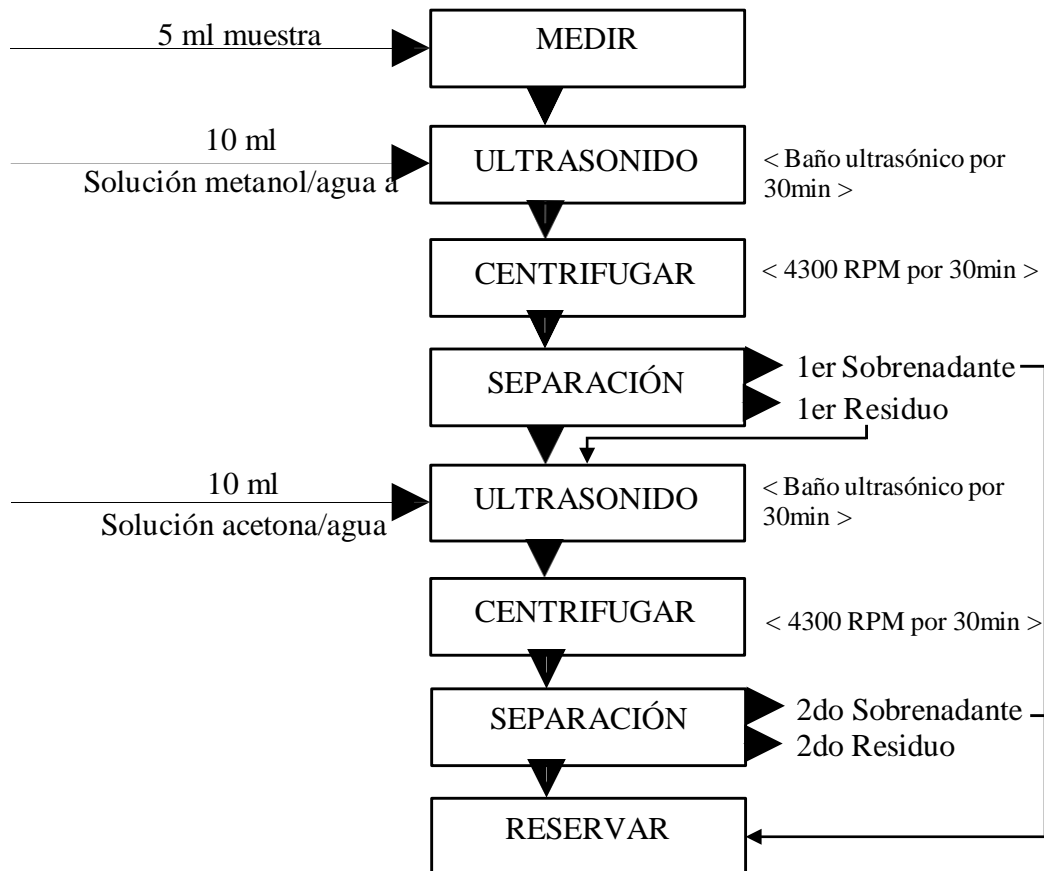 5 ml muestra
MEDIR
10 ml
Solución metanol/agua a
ULTRASONIDO
< Baño ultrasónico por
30min >
CENTRIFUGAR
< 4300 RPM por 30min >
SEPARACIÓN
1er Sobrenadante
1er Residuo
10 ml
Solución acetona/agua
ULTRASONIDO
< Baño ultrasónico por
30min >
CENTRIFUGAR
< 4300 RPM por 30min >
SEPARACIÓN
2do Sobrenadante
2do Residuo
RESERVAR